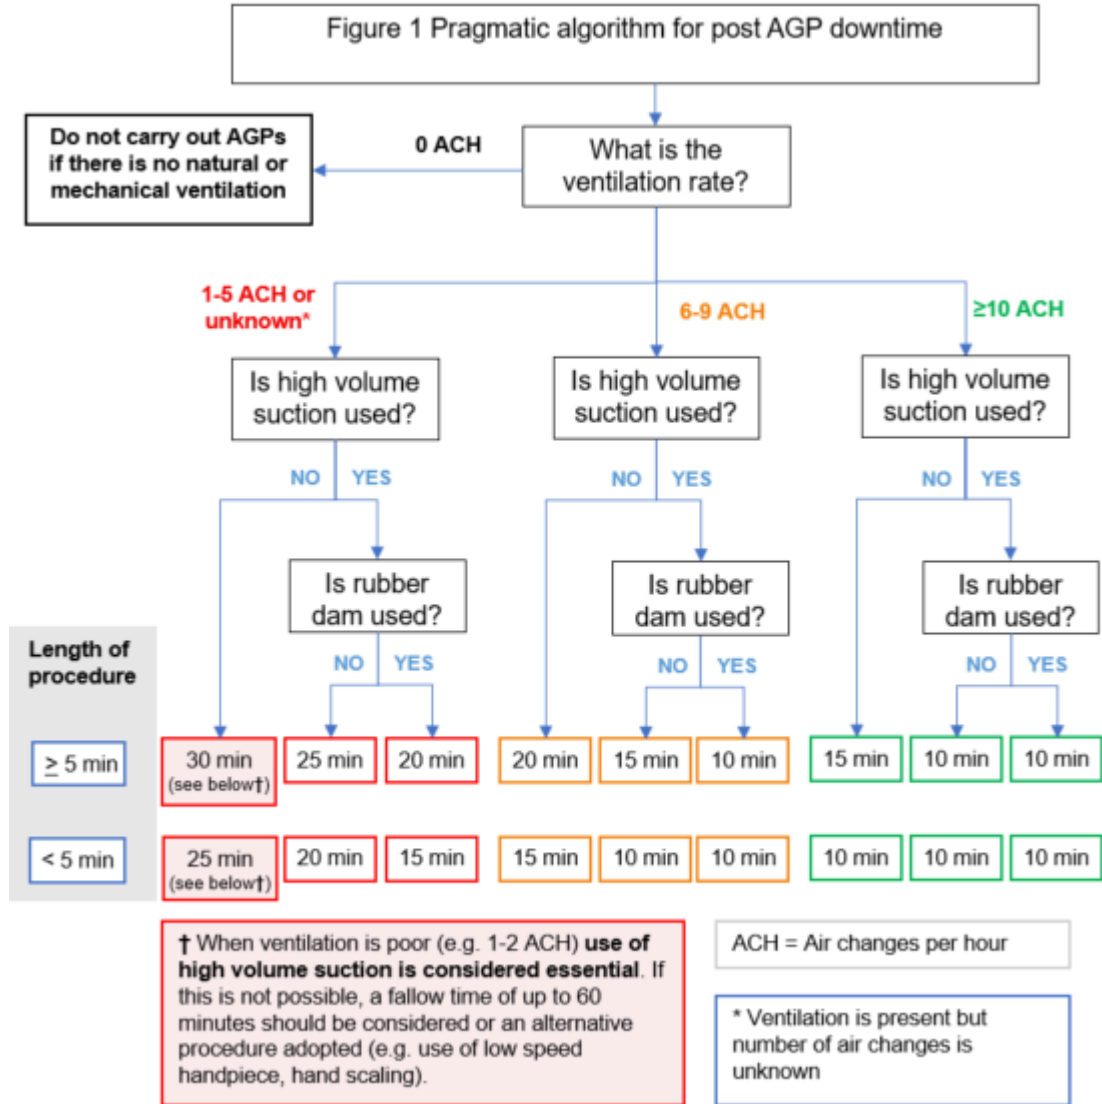 Figure 1 Pragmatic algorithm for post AGP downtime
Do not carry out AGPs
if there is no natural or
mechanical ventilation
0 ACH
What is the
ventilation rate?
1-5 ACH or
unknown*
6-9 ACH
≥10 ACH
Is high volume
suction used?
Is high volume
suction used?
Is high volume
suction used?
NO YES
NO YES
NO YES
Is rubber
dam used?
Is rubber
dam used?
Is rubber
dam used?
NO YES
NO YES
NO YES
Length of
procedure
≥ 5 min
30 min
(see below†)
25 min
20 min
20 min
15 min
10 min
15 min
10 min
10 min
< 5 min
25 min
(see below†)
20 min
15 min
15 min
10 min
10 min
10 min
10 min
10 min
† When ventilation is poor (e.g. 1-2 ACH) use of
high volume suction is considered essential. If
this is not possible, a fallow time of up to 60
minutes should be considered or an alternative
procedure adopted (e.g. use of low speed
handpiece, hand scaling).
ACH = Air changes per hour
* Ventilation is present but
number of air changes is
unknown